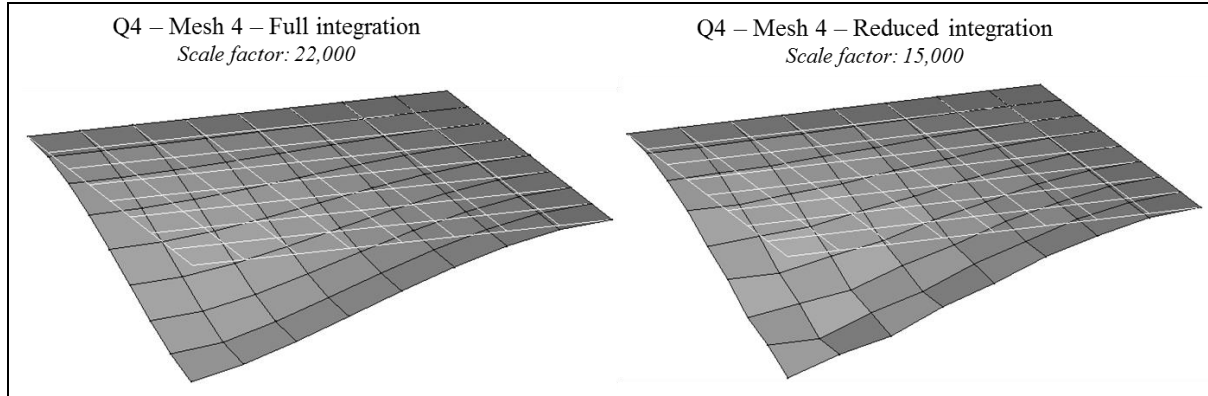 Q4 – Mesh 4 – Full integration
Scale factor: 22,000
Q4 – Mesh 4 – Reduced integration
Scale factor: 15,000